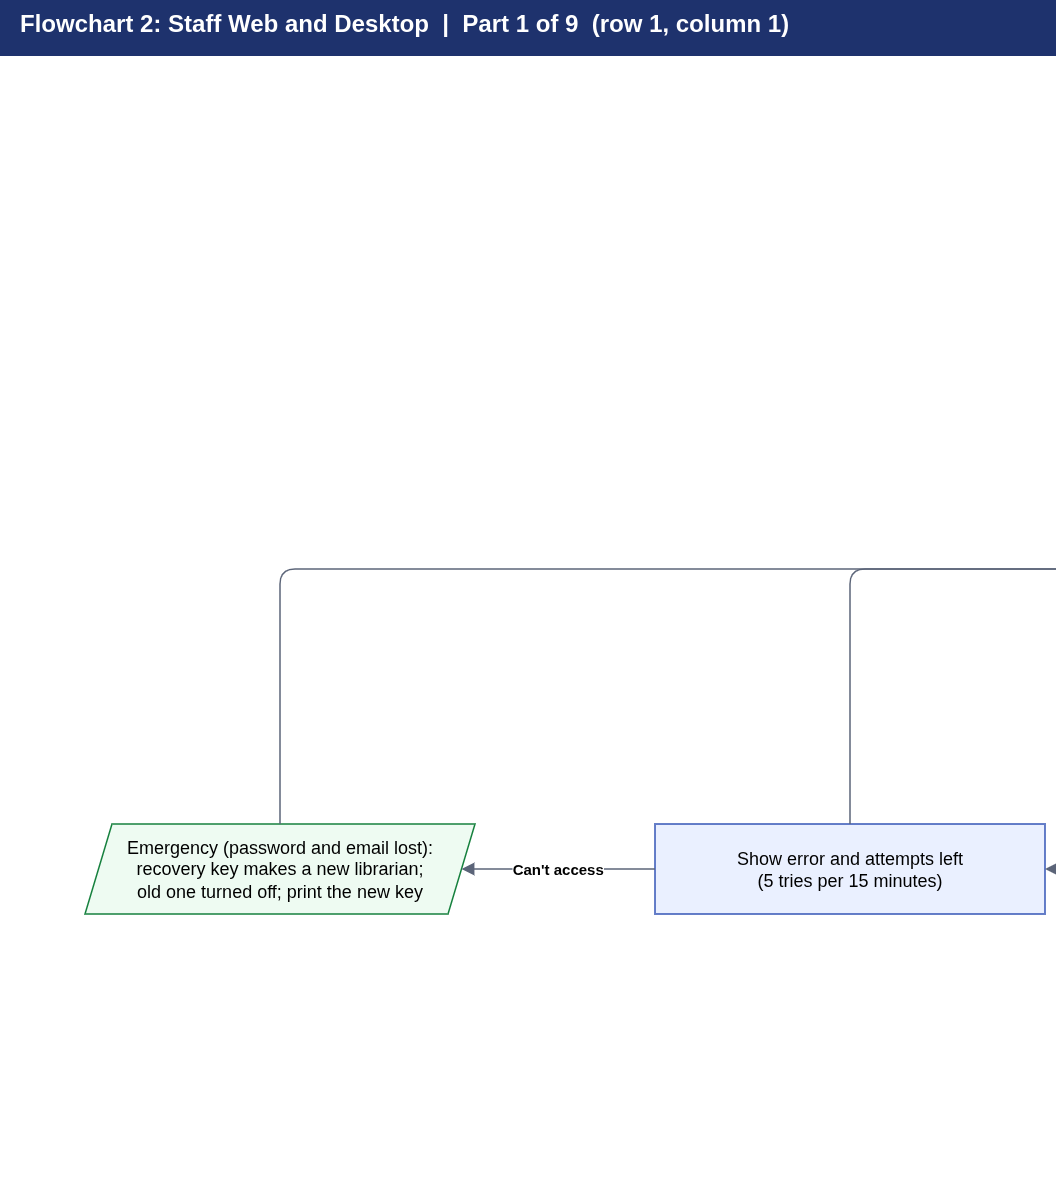 Flowchart 2: Staff Web and Desktop | Part 1 of 9 (row 1, column 1)
Emergency (password and email lost):
recovery key makes a new librarian;
old one turned off; print the new key
Can't access
Show error and attempts left
(5 tries per 15 minutes)